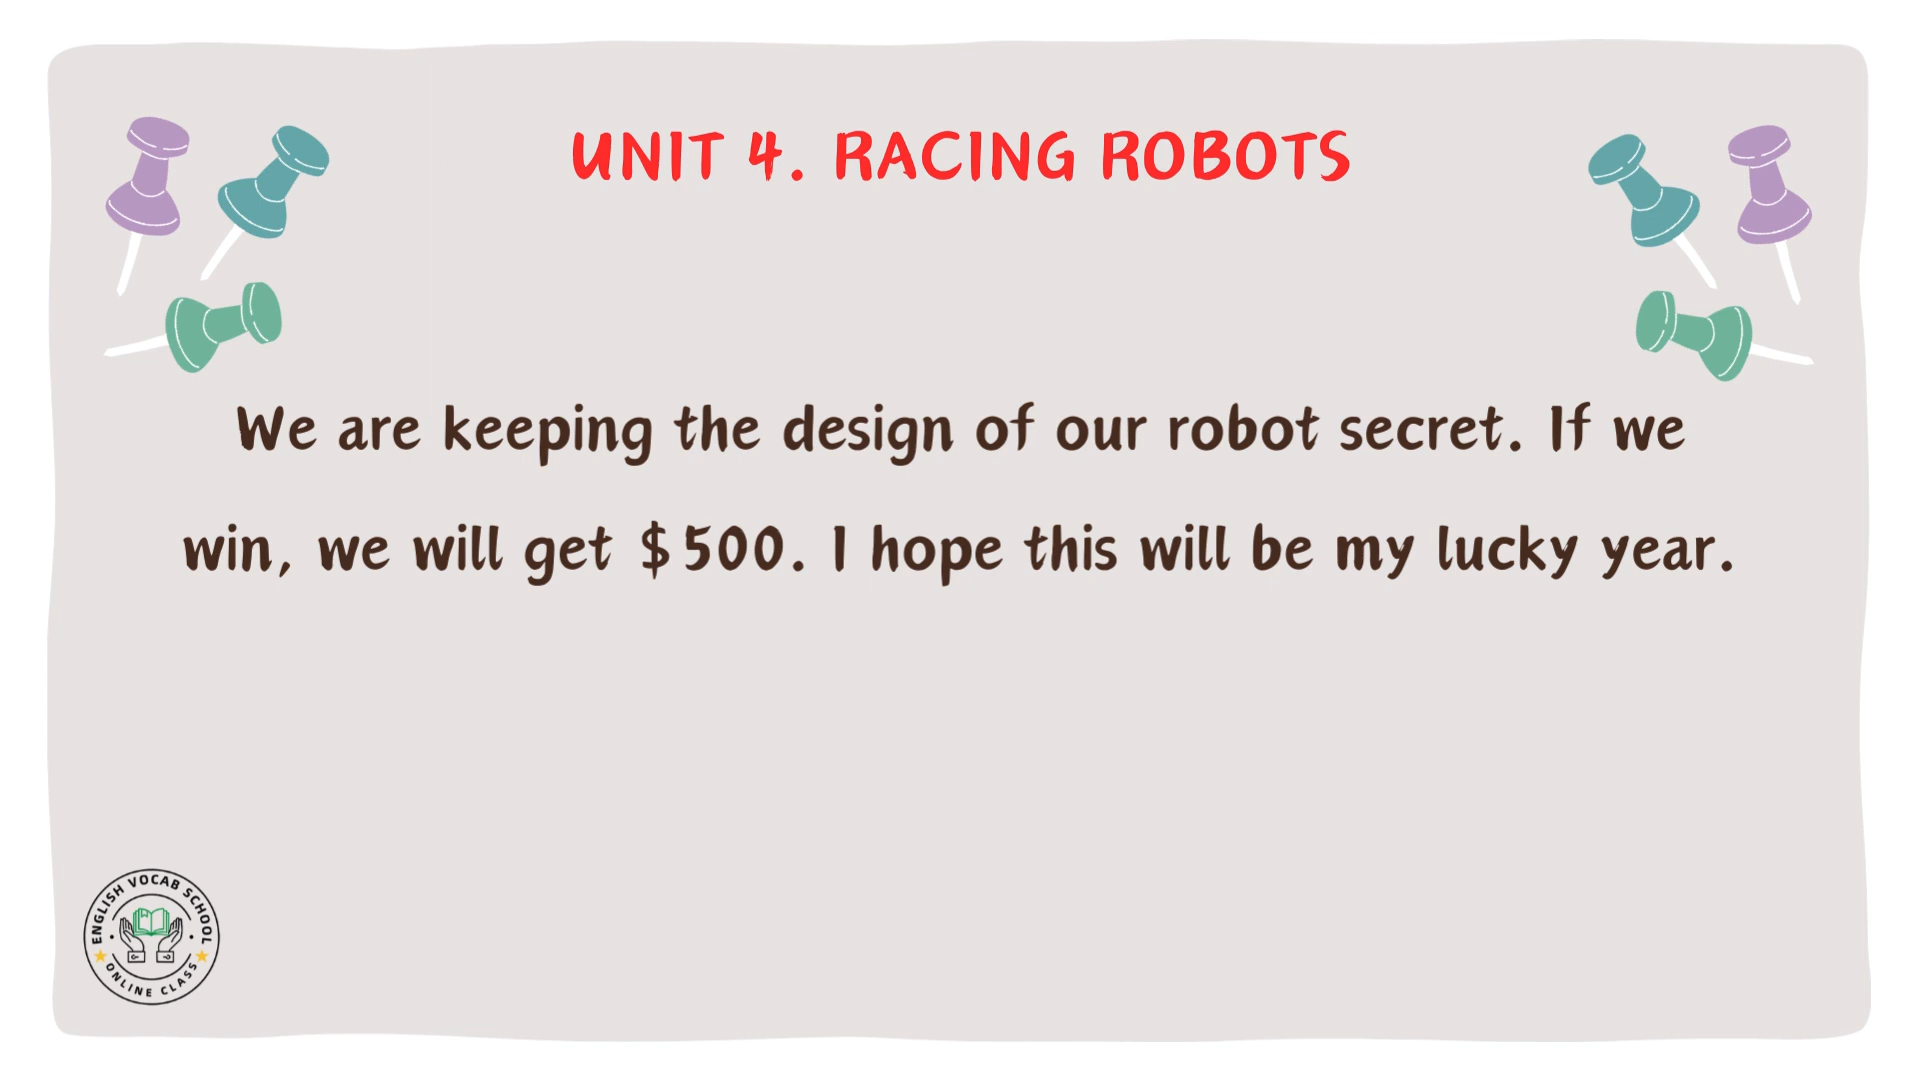 UNIT 4. RACING ROBOTS
We are keeping the design of our robot secret. If we
win, we will get $500. I hope this will be my lucky year.
ENGLISH VOCAB SCHOOL
ONLINE CLASS